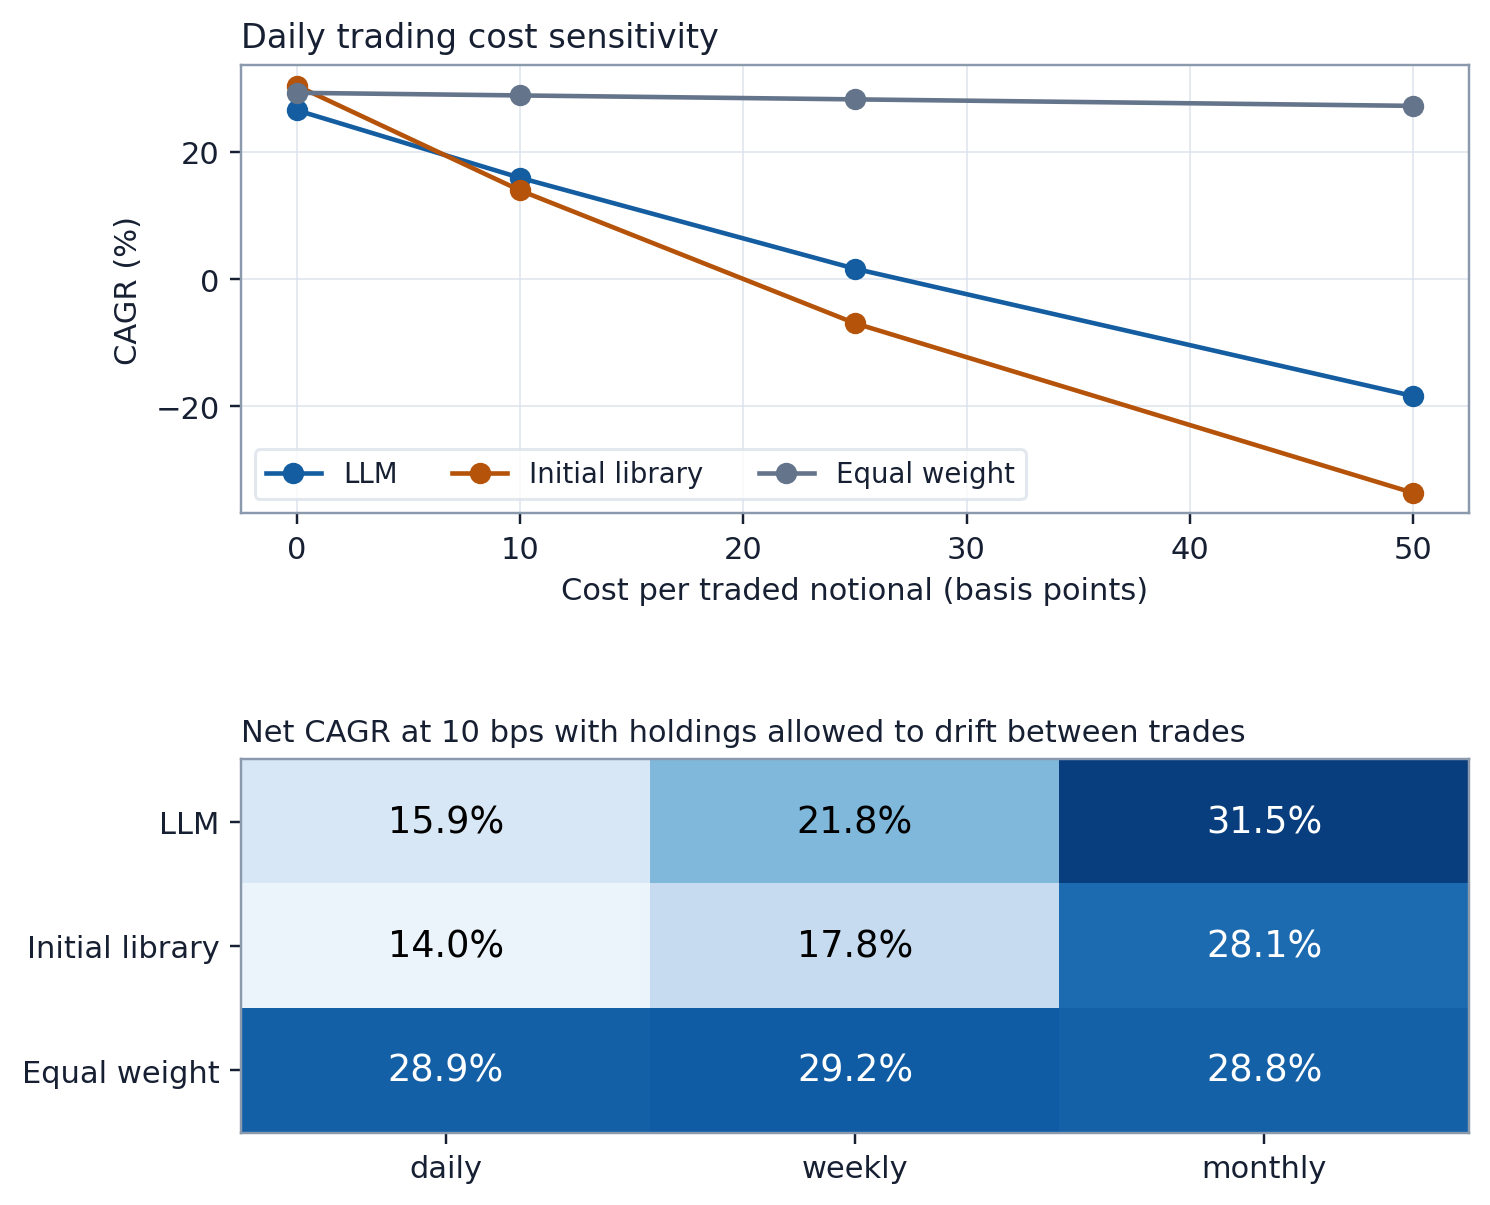 Daily trading cost sensitivity
CAGR (%)
20
0
−20
LLM Initial library Equal weight
0 10 20 30 40 50
Cost per traded notional (basis points)
Net CAGR at 10 bps with holdings allowed to drift between trades
LLM 15.9% 21.8% 31.5%
Initial library 14.0% 17.8% 28.1%
Equal weight 28.9% 29.2% 28.8%
daily weekly monthly